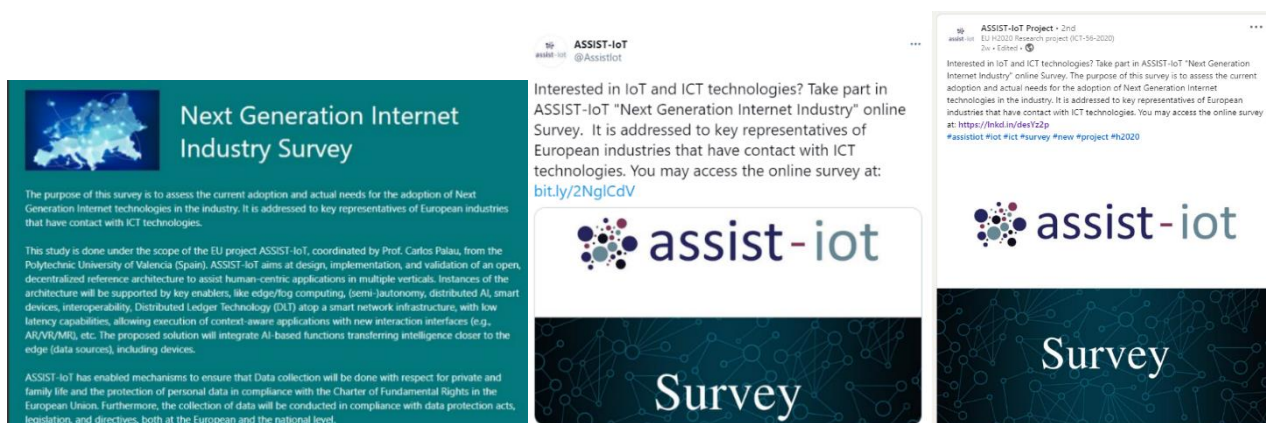 Next Generation Internet
Industry Survey
The purpose of this survey is to assess the current adoption and actual needs for the adoption of Next
Generation Internet technologies in the industry. It is addressed to key representatives of European industries
that have contact with ICT technologies.
This study is done under the scope of the EU project ASSIST-IoT, coordinated by Prof. Carlos Palau, from the
Polytechnic University of Valencia (Spain). ASSIST-IoT aims at design, implementation, and validation of an open,
decentralized reference architecture to assist human-centric applications in multiple verticals. Instances of the
architecture will be supported by key enablers, like edge/fog computing, (semi-)autonomy, distributed AI, smart
devices, interoperability, Distributed Ledger Technology (DLT) atop a smart network infrastructure, with low
latency capabilities, allowing execution of context-aware applications with new interaction interfaces (e.g.,
AR/VR/MR), etc. The proposed solution will integrate AI-based functions transferring intelligence closer to the
edge (data sources), including devices.
ASSIST-IoT has enabled mechanisms to ensure that Data collection will be done with respect for private and
family life and the protection of personal data in compliance with the Charter of Fundamental Rights in the
European Union. Furthermore, the collection of data will be conducted in compliance with data protection acts,
legislation, and directives, both at the European and the national level.
assist-iot
ASSIST-IoT
@AssistIot
Interested in IoT and ICT technologies? Take part in
ASSIST-IoT "Next Generation Internet Industry" online
Survey. It is addressed to key representatives of
European industries that have contact with ICT
technologies. You may access the online survey at:
bit.ly/2NglCdV
assist-iot
Survey
assist-iot
ASSIST-IoT Project • 2nd
EU H2020 Research project (ICT-56-2020)
2w • Edited •
Interested in IoT and ICT technologies? Take part in ASSIST-IoT "Next Generation
Internet Industry" online Survey. The purpose of this survey is to assess the current
adoption and actual needs for the adoption of Next Generation Internet
technologies in the industry. It is addressed to key representatives of European
industries that have contact with ICT technologies. You may access the online survey
at: https://lnkd.in/desYz2p
#assistiot #iot #ict #survey #new #project #h2020
assist-iot
Survey